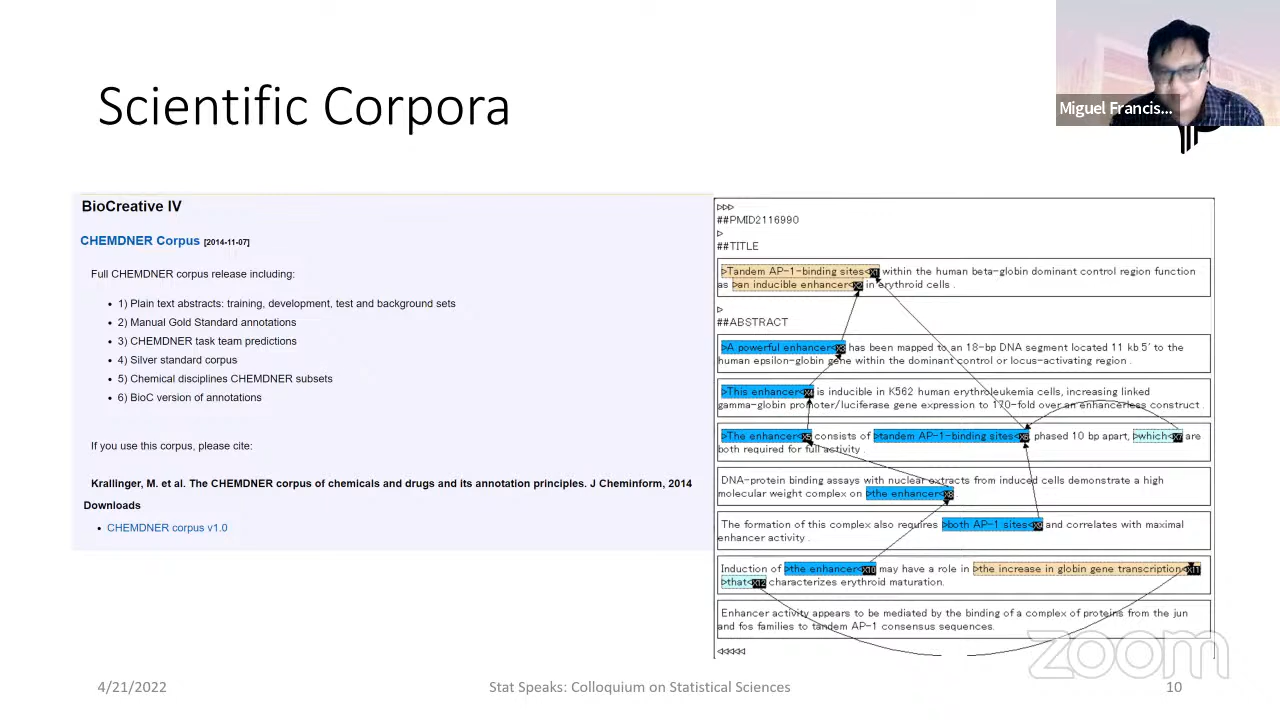 Scientific Corpora
Miguel Francis...
BioCreative IV
CHEMDNER Corpus [2014-11-07]
Full CHEMDNER corpus release including:
• 1) Plain text abstracts: training, development, test and background sets
• 2) Manual Gold Standard annotations
• 3) CHEMDNER task team predictions
• 4) Silver standard corpus
• 5) Chemical disciplines CHEMDNER subsets
• 6) BioC version of annotations
If you use this corpus, please cite:
Krallinger, M. et al. The CHEMDNER corpus of chemicals and drugs and its annotation principles. J Cheminform, 2014
Downloads
• CHEMDNER corpus v1.0
▷▷▷
##PMID2116990
▷
##TITLE
>Tandem AP-1-binding sites<X1 within the human beta-globin dominant control region function
as >an inducible enhancer<X2 in erythroid cells .
▷
##ABSTRACT
>A powerful enhancer<X3 has been mapped to an 18-bp DNA segment located 11 kb 5' to the
human epsilon-globin gene within the dominant control or locus-activating region .
>This enhancer<X4 is inducible in K562 human erythroleukemia cells, increasing linked
gamma-globin promoter/luciferase gene expression to 170-fold over an enhancerless construct .
>The enhancer<X5 consists of >tandem AP-1-binding sites<X6, phased 10 bp apart, >which<X7 are
both required for full activity .
DNA-protein binding assays with nuclear extracts from induced cells demonstrate a high
molecular weight complex on >the enhancer<X8
The formation of this complex also requires >both AP-1 sites<X9 and correlates with maximal
enhancer activity .
Induction of >the enhancer<X10 may have a role in >the increase in globin gene transcription<X11
>that<X12 characterizes erythroid maturation.
Enhancer activity appears to be mediated by the binding of a complex of proteins from the jun
and fos families to tandem AP-1 consensus sequences.
◁◁◁◁◁
zoom
4/21/2022
Stat Speaks: Colloquium on Statistical Sciences
10